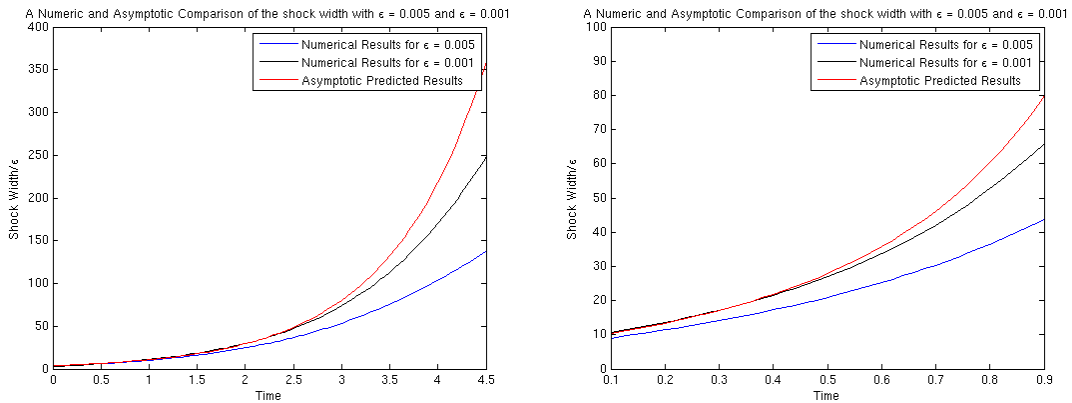 A Numeric and Asymptotic Comparison of the shock width with ε = 0.005 and ε = 0.001
400
350
300
250
200
150
100
50
0
Shock Width/ε
Numerical Results for ε = 0.005
Numerical Results for ε = 0.001
Asymptotic Predicted Results
0 0.5 1 1.5 2 2.5 3 3.5 4 4.5
Time
A Numeric and Asymptotic Comparison of the shock width with ε = 0.005 and ε = 0.001
100
90
80
70
60
50
40
30
20
10
0
Shock Width/ε
Numerical Results for ε = 0.005
Numerical Results for ε = 0.001
Asymptotic Predicted Results
0.1 0.2 0.3 0.4 0.5 0.6 0.7 0.8 0.9
Time